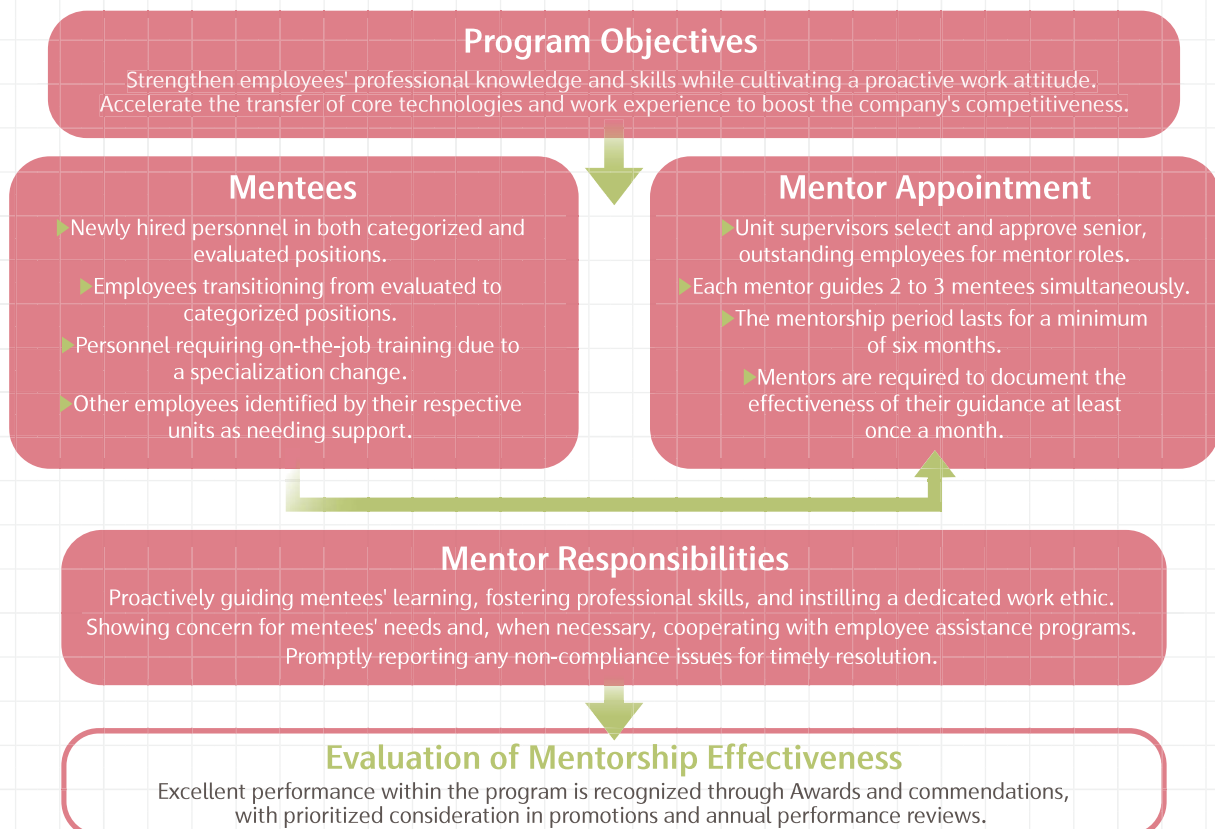 Program Objectives
Strengthen employees' professional knowledge and skills while cultivating a proactive work attitude.
Accelerate the transfer of core technologies and work experience to boost the company's competitiveness.
Mentees
▶Newly hired personnel in both categorized and
evaluated positions.
▶Employees transitioning from evaluated to
categorized positions.
▶Personnel requiring on-the-job training due to
a specialization change.
▶Other employees identified by their respective
units as needing support.
Mentor Appointment
▶Unit supervisors select and approve senior,
outstanding employees for mentor roles.
▶Each mentor guides 2 to 3 mentees simultaneously.
▶The mentorship period lasts for a minimum
of six months.
▶Mentors are required to document the
effectiveness of their guidance at least
once a month.
Mentor Responsibilities
Proactively guiding mentees' learning, fostering professional skills, and instilling a dedicated work ethic.
Showing concern for mentees' needs and, when necessary, cooperating with employee assistance programs.
Promptly reporting any non-compliance issues for timely resolution.
Evaluation of Mentorship Effectiveness
Excellent performance within the program is recognized through Awards and commendations,
with prioritized consideration in promotions and annual performance reviews.